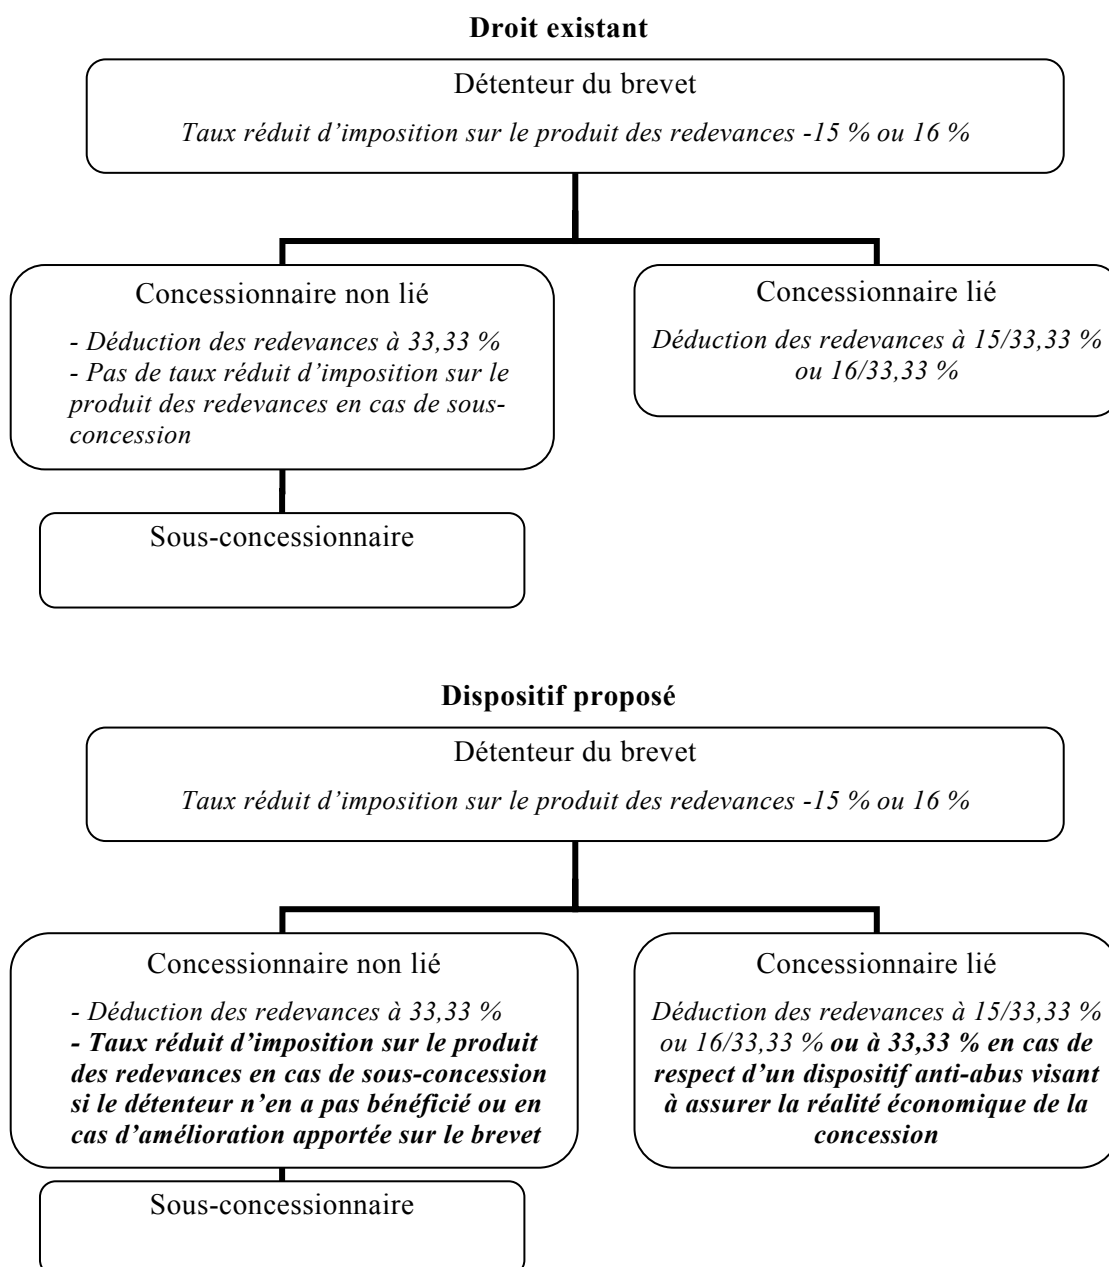 Droit existant
Détenteur du brevet
Taux réduit d’imposition sur le produit des redevances -15 % ou 16 %
Concessionnaire non lié
- Déduction des redevances à 33,33 %
- Pas de taux réduit d’imposition sur le
produit des redevances en cas de sous-
concession
Concessionnaire lié
Déduction des redevances à 15/33,33 %
ou 16/33,33 %
Sous-concessionnaire
Dispositif proposé
Détenteur du brevet
Taux réduit d’imposition sur le produit des redevances -15 % ou 16 %
Concessionnaire non lié
- Déduction des redevances à 33,33 %
- Taux réduit d’imposition sur le produit
des redevances en cas de sous-concession
si le détenteur n’en a pas bénéficié ou en
cas d’amélioration apportée sur le brevet
Concessionnaire lié
Déduction des redevances à 15/33,33 %
ou 16/33,33 % ou à 33,33 % en cas de
respect d’un dispositif anti-abus visant
à assurer la réalité économique de la
concession
Sous-concessionnaire